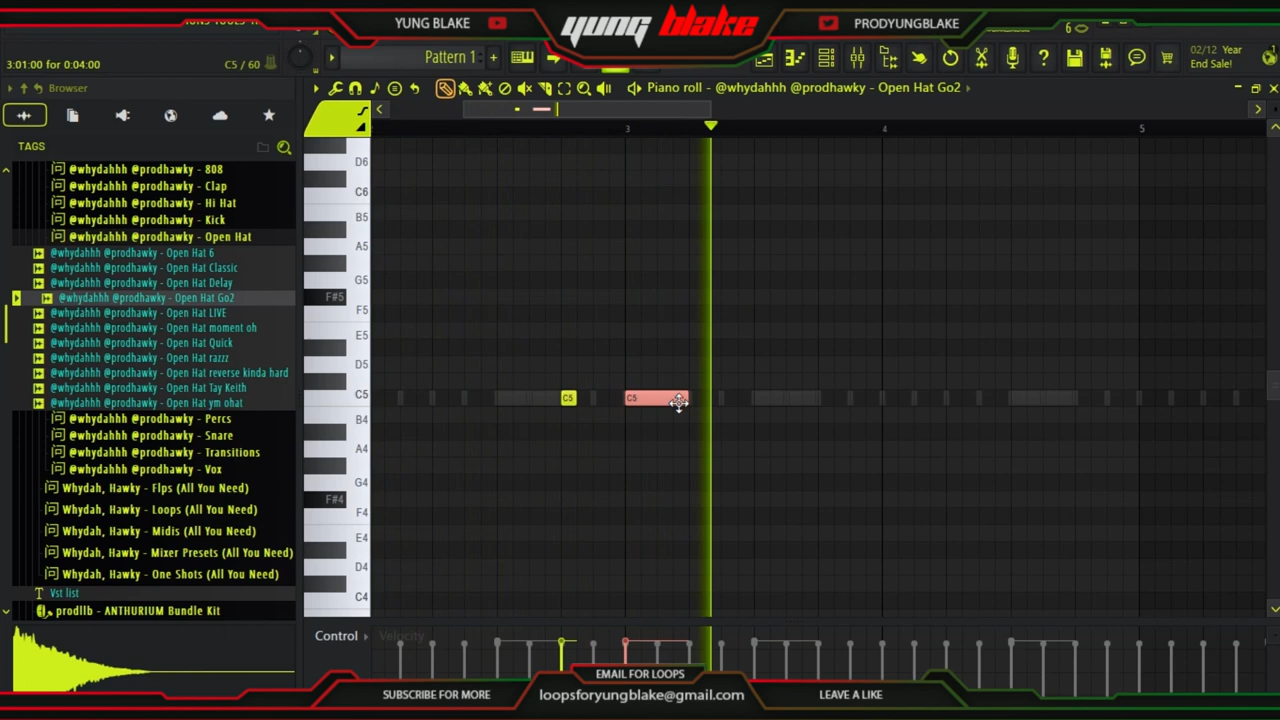 YUNG BLAKE
yung blake
PRODYUNGBLAKE
6
3:01:00 for 0:04:00
C5 / 60
Pattern 1
02/12 Year
End Sale!
Browser
Piano roll - @whydahhh @prodhawky - Open Hat Go2
TAGS
3
4
5
@whydahhh @prodhawky - 808
@whydahhh @prodhawky - Clap
@whydahhh @prodhawky - Hi Hat
@whydahhh @prodhawky - Kick
@whydahhh @prodhawky - Open Hat
@whydahhh @prodhawky - Open Hat 6
@whydahhh @prodhawky - Open Hat Classic
@whydahhh @prodhawky - Open Hat Delay
@whydahhh @prodhawky - Open Hat Go2
@whydahhh @prodhawky - Open Hat LIVE
@whydahhh @prodhawky - Open Hat moment oh
@whydahhh @prodhawky - Open Hat Quick
@whydahhh @prodhawky - Open Hat razzz
@whydahhh @prodhawky - Open Hat reverse kinda hard
@whydahhh @prodhawky - Open Hat Tay Keith
@whydahhh @prodhawky - Open Hat ym ohat
@whydahhh @prodhawky - Percs
@whydahhh @prodhawky - Snare
@whydahhh @prodhawky - Transitions
@whydahhh @prodhawky - Vox
Whydah, Hawky - Flps (All You Need)
Whydah, Hawky - Loops (All You Need)
Whydah, Hawky - Midis (All You Need)
Whydah, Hawky - Mixer Presets (All You Need)
Whydah, Hawky - One Shots (All You Need)
Vst list
prodllb - ANTHURIUM Bundle Kit
D6
C6
B5
A5
G5
F#5
F5
E5
D5
C5
C5
C5
B4
A4
G4
F#4
F4
E4
D4
C4
Control
Velocity
EMAIL FOR LOOPS
SUBSCRIBE FOR MORE
loopsforyungblake@gmail.com
LEAVE A LIKE